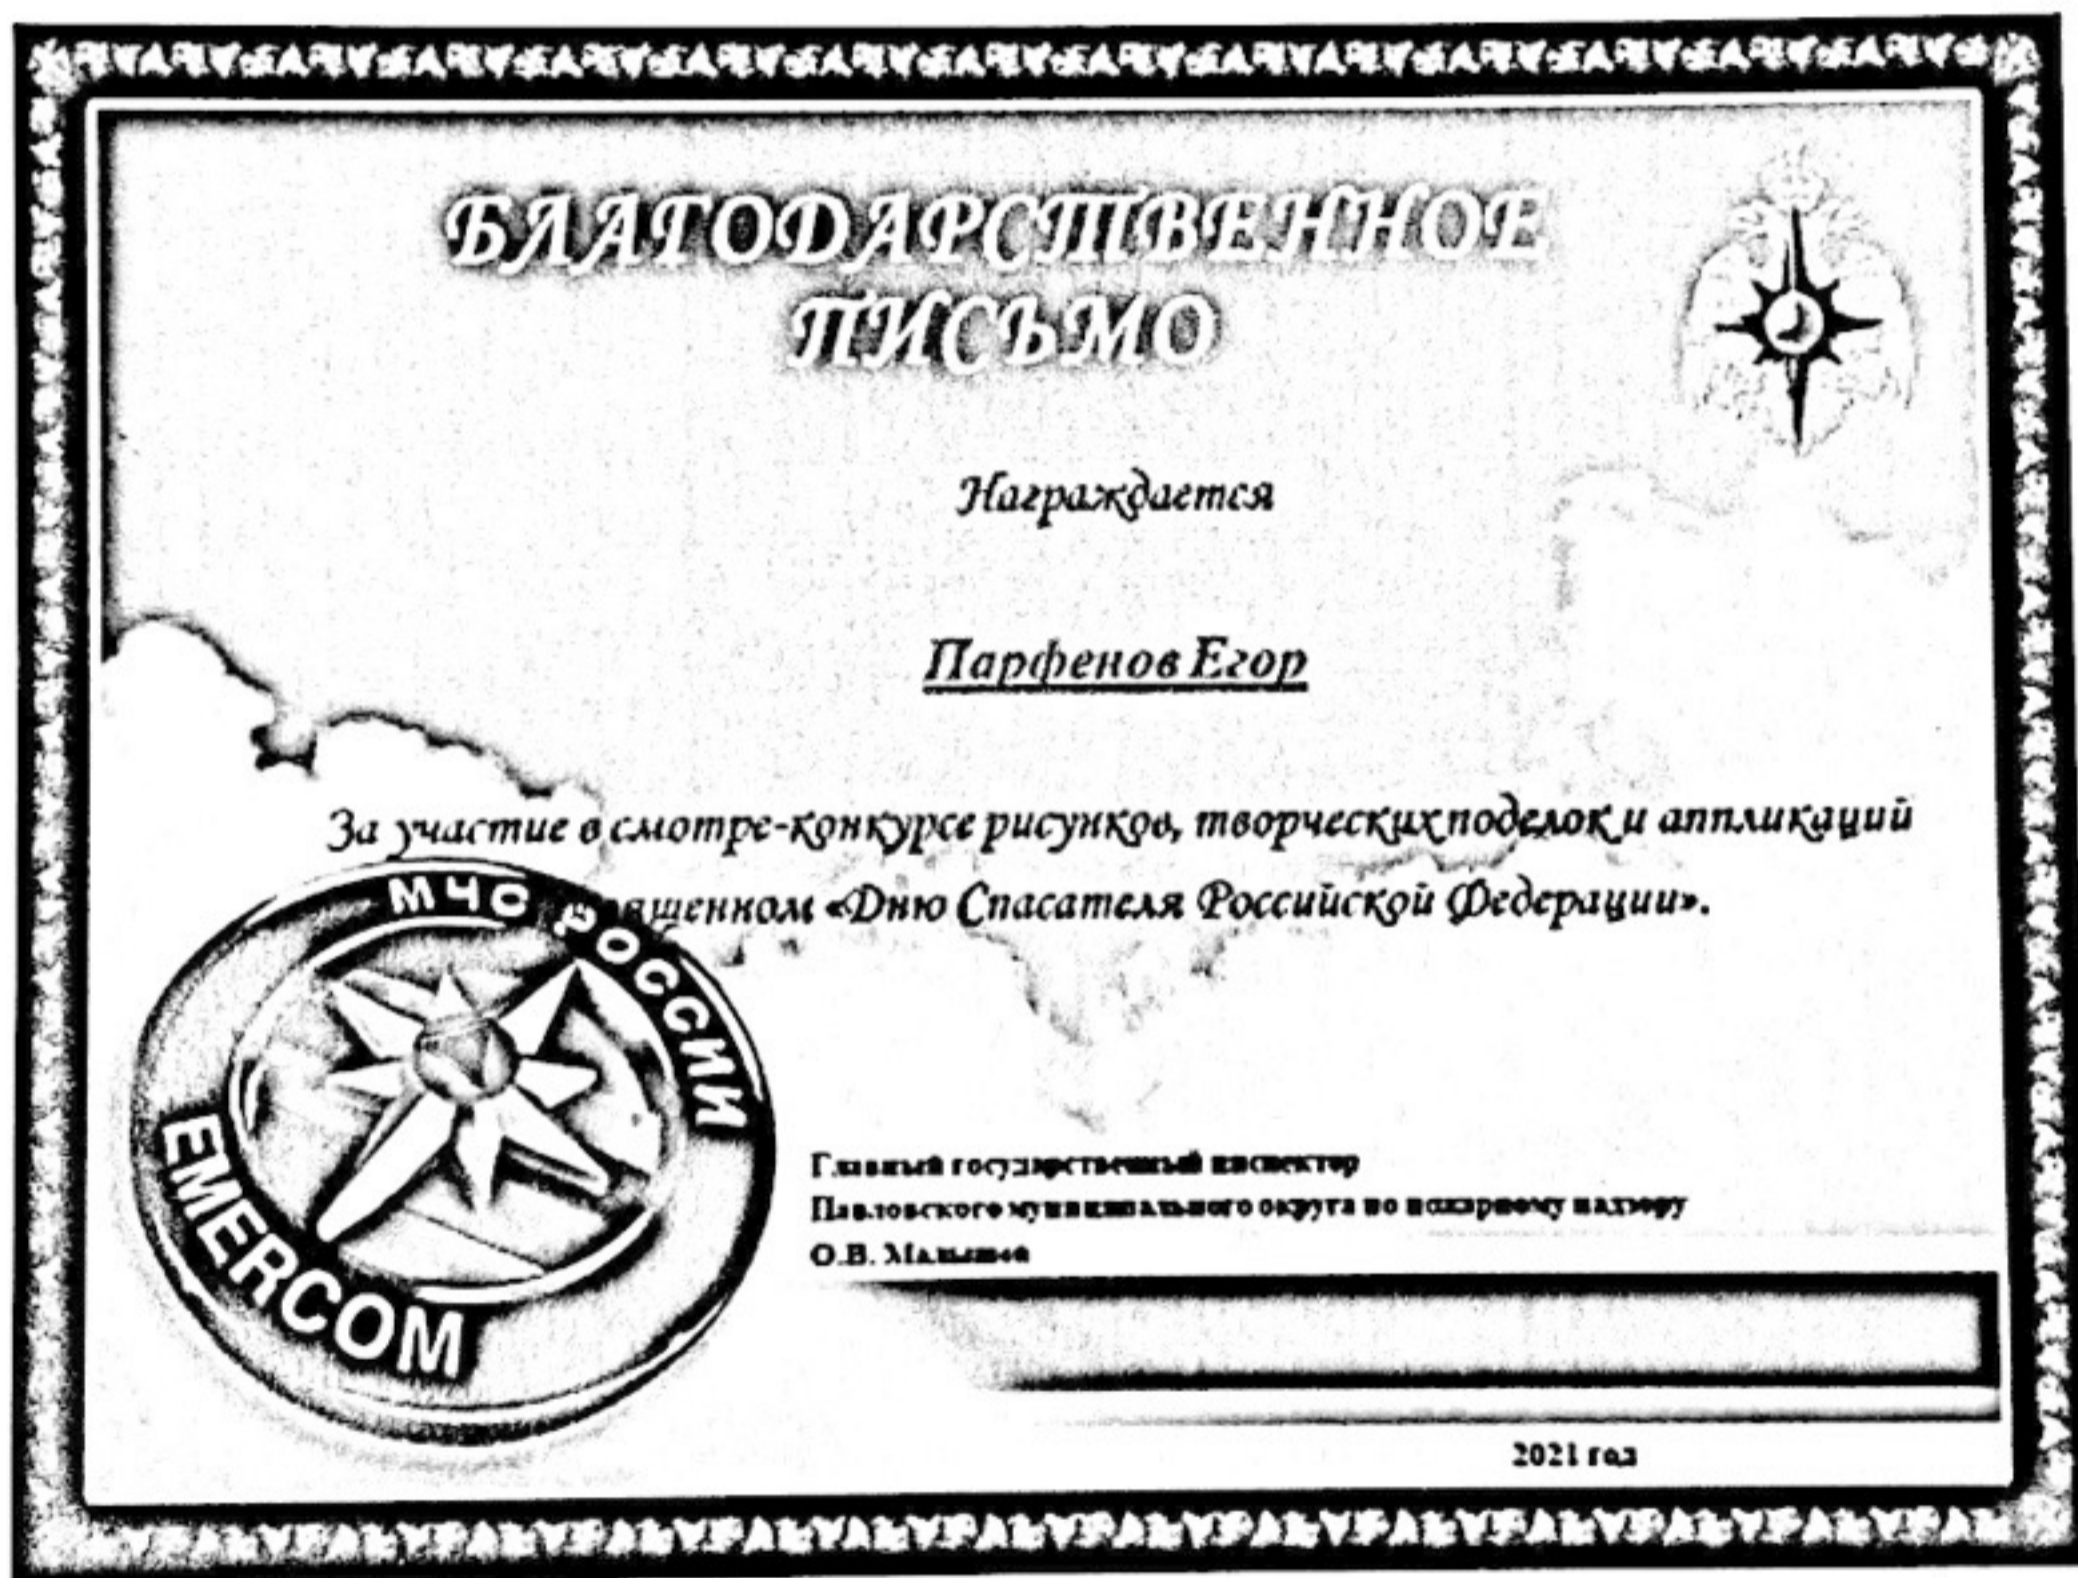 БЛАГОДАРСТВЕННОЕ
ПИСЬМО
Награждается
Парфенов Егор
За участие в смотре-конкурсе рисунков, творческих поделок и аппликаций
«Дню Спасателя Российской Федерации».
МЧС РОССИИ
EMERCOM
Главный государственный инспектор
Павловского муниципального округа по пожарному надзору
О.В.
2021 год